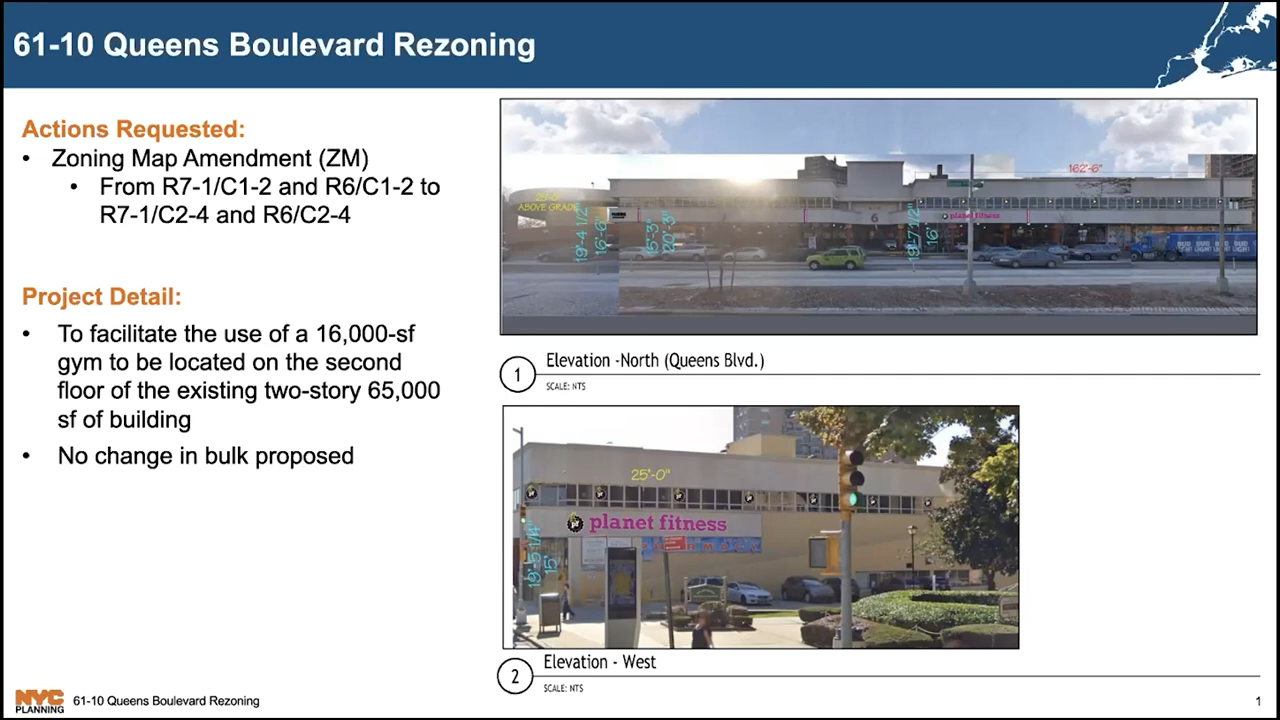 61-10 Queens Boulevard Rezoning
Actions Requested:
• Zoning Map Amendment (ZM)
• From R7-1/C1-2 and R6/C1-2 to
R7-1/C2-4 and R6/C2-4
Project Detail:
• To facilitate the use of a 16,000-sf
gym to be located on the second
floor of the existing two-story 65,000
sf of building
• No change in bulk proposed
162'-6"
ABOVE GRADE
19'-4 1/2"
16'-6"
15'-3"
20'-3"
6
planet fitness
19'-7 1/2"
16'
BUD LIGHT
1
Elevation -North (Queens Blvd.)
SCALE: NTS
25'-0"
planet fitness
19'-5 1/4"
15'
2
Elevation - West
SCALE: NTS
NYC
PLANNING
61-10 Queens Boulevard Rezoning
1